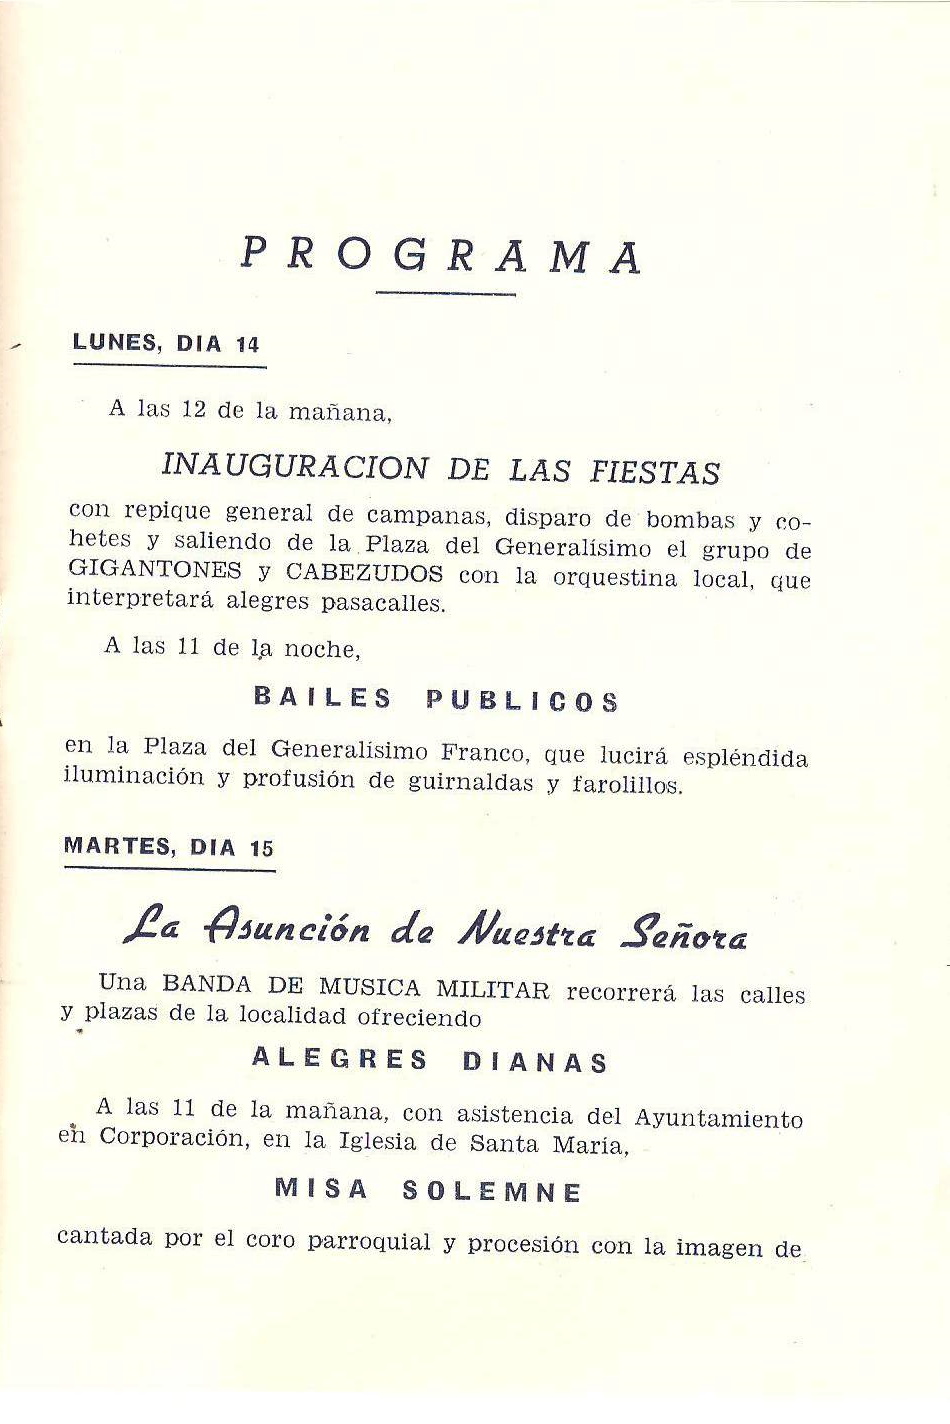 PROGRAMA
LUNES, DIA 14
A las 12 de la mañana,
INAUGURACION DE LAS FIESTAS
con repique general de campanas, disparo de bombas y co-
hetes y saliendo de la Plaza del Generalísimo el grupo de
GIGANTONES y CABEZUDOS con la orquestina local, que
interpretará alegres pasacalles.
A las 11 de la noche,
BAILES PUBLICOS
en la Plaza del Generalísimo Franco, que lucirá espléndida
iluminación y profusión de guirnaldas y farolillos.
MARTES, DIA 15
La Asunción de Nuestra Señora
Una BANDA DE MUSICA MILITAR recorrerá las calles
y plazas de la localidad ofreciendo
ALEGRES DIANAS
A las 11 de la mañana, con asistencia del Ayuntamiento
en Corporación, en la Iglesia de Santa María,
MISA SOLEMNE
cantada por el coro parroquial y procesión con la imagen de